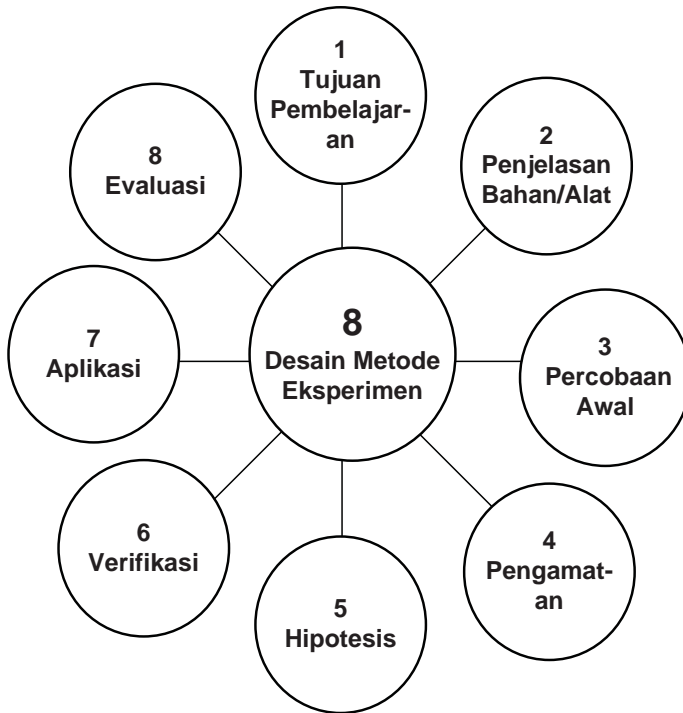 1
Tujuan
Pembelajar-
an
2
Penjelasan
Bahan/Alat
3
Percobaan
Awal
4
Pengamat-
an
5
Hipotesis
6
Verifikasi
7
Aplikasi
8
Evaluasi
8
Desain Metode
Eksperimen